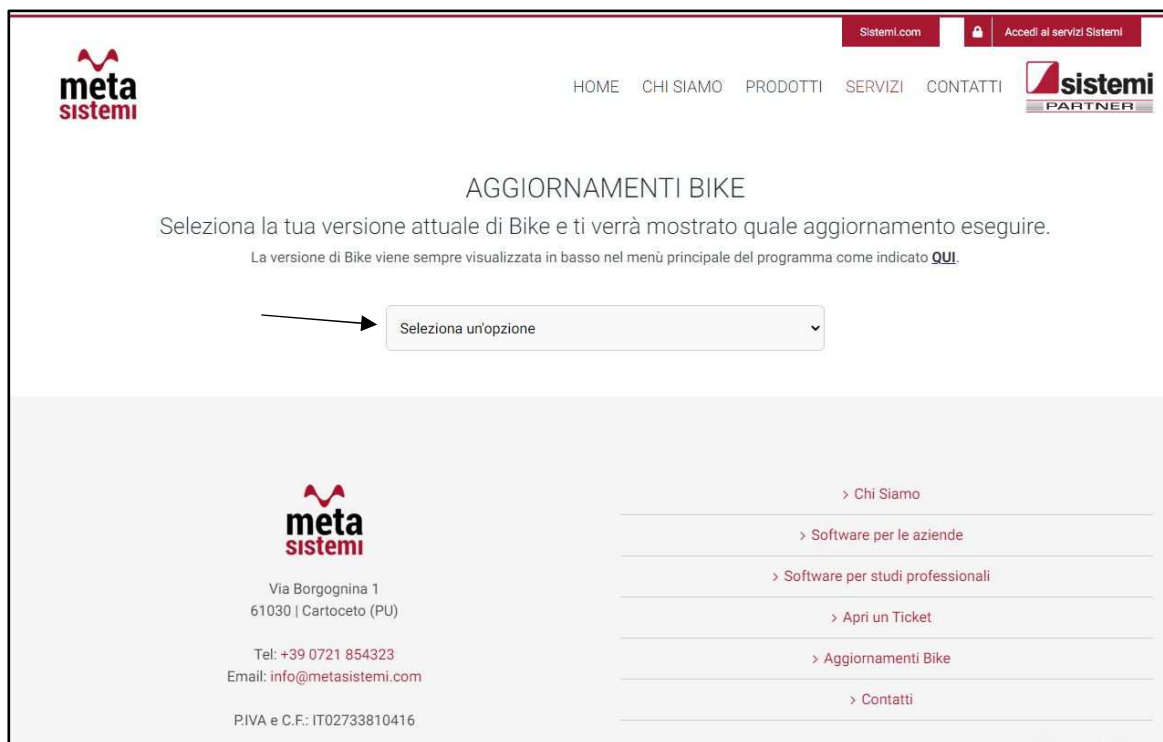 Sistemi.com
Accedi ai servizi Sistemi
meta
sistemi
HOME CHI SIAMO PRODOTTI SERVIZI CONTATTI
sistemi
PARTNER
AGGIORNAMENTI BIKE
Seleziona la tua versione attuale di Bike e ti verrà mostrato quale aggiornamento eseguire.
La versione di Bike viene sempre visualizzata in basso nel menù principale del programma come indicato QUI.
Seleziona un'opzione
meta
sistemi
Via Borgognina 1
61030 | Cartoceto (PU)
Tel: +39 0721 854323
Email: info@metasistemi.com
P.IVA e C.F.: IT02733810416
> Chi Siamo
> Software per le aziende
> Software per studi professionali
> Apri un Ticket
> Aggiornamenti Bike
> Contatti